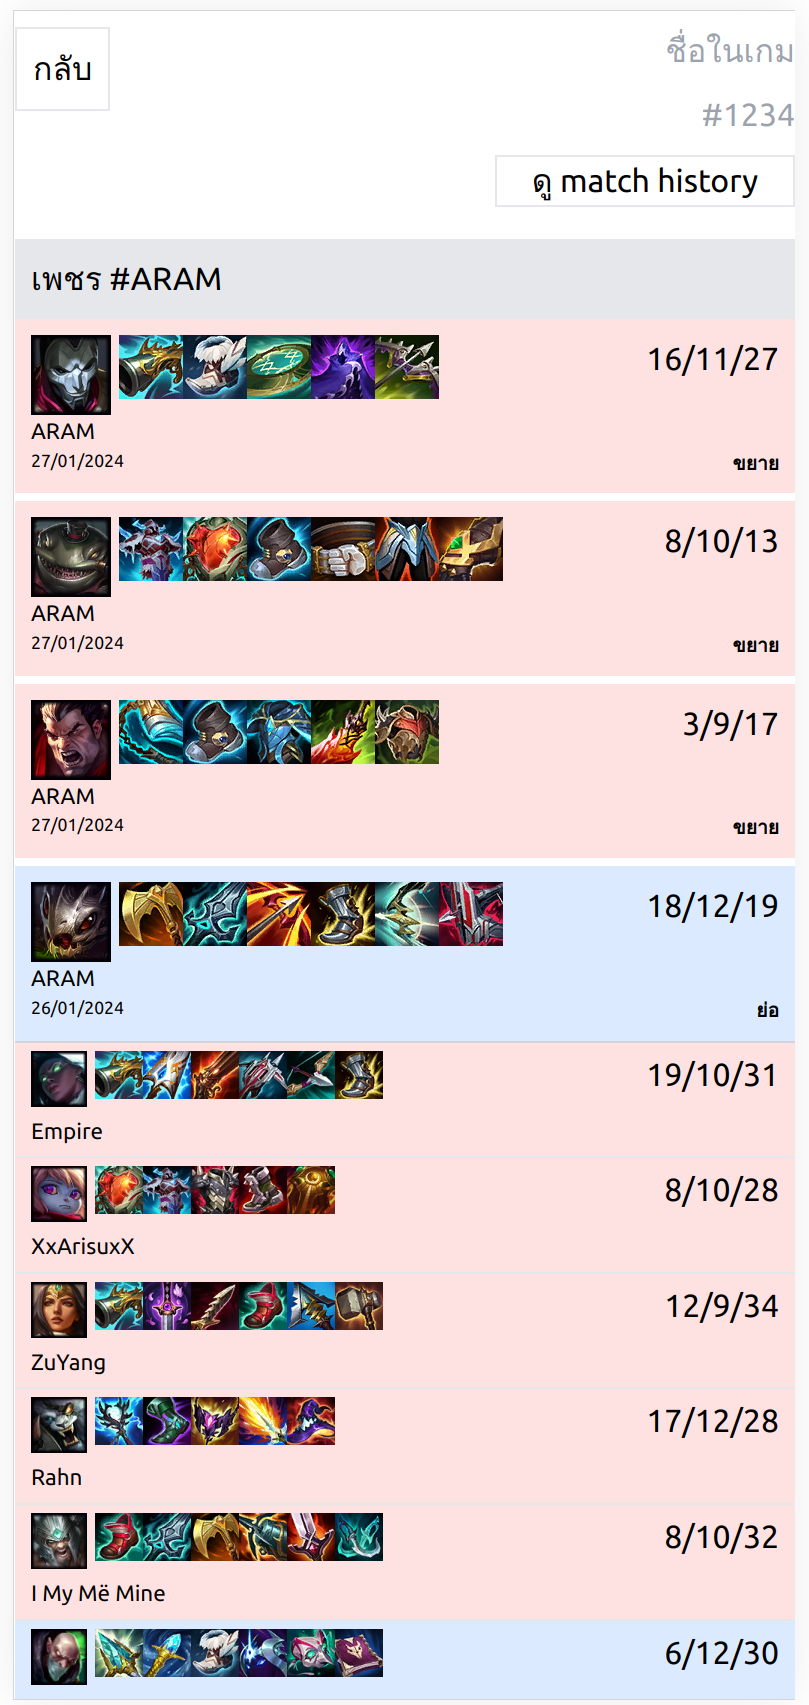 กลับ
ชื่อในเกม
#1234
ดู match history
เพชร #ARAM
16/11/27
ARAM
27/01/2024
ขยาย
8/10/13
ARAM
27/01/2024
ขยาย
3/9/17
ARAM
27/01/2024
ขยาย
18/12/19
ARAM
26/01/2024
ย่อ
19/10/31
Empire
8/10/28
XxArisuxX
12/9/34
ZuYang
17/12/28
Rahn
8/10/32
I My Më Mine
6/12/30